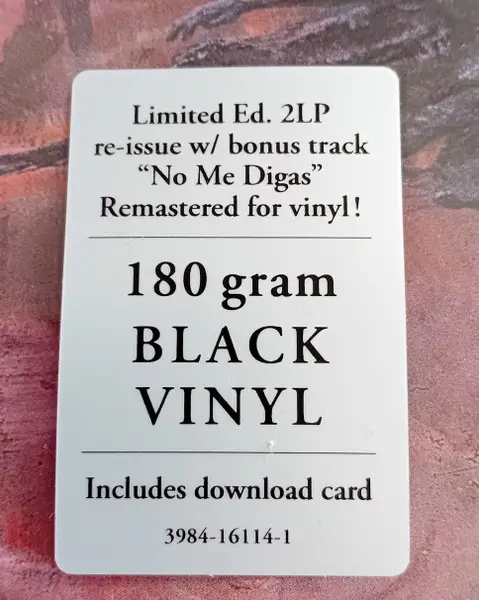 Limited Ed. 2LP
re-issue w/ bonus track
“No Me Digas”
Remastered for vinyl!
180 gram
BLACK
VINYL
Includes download card
3984-16114-1